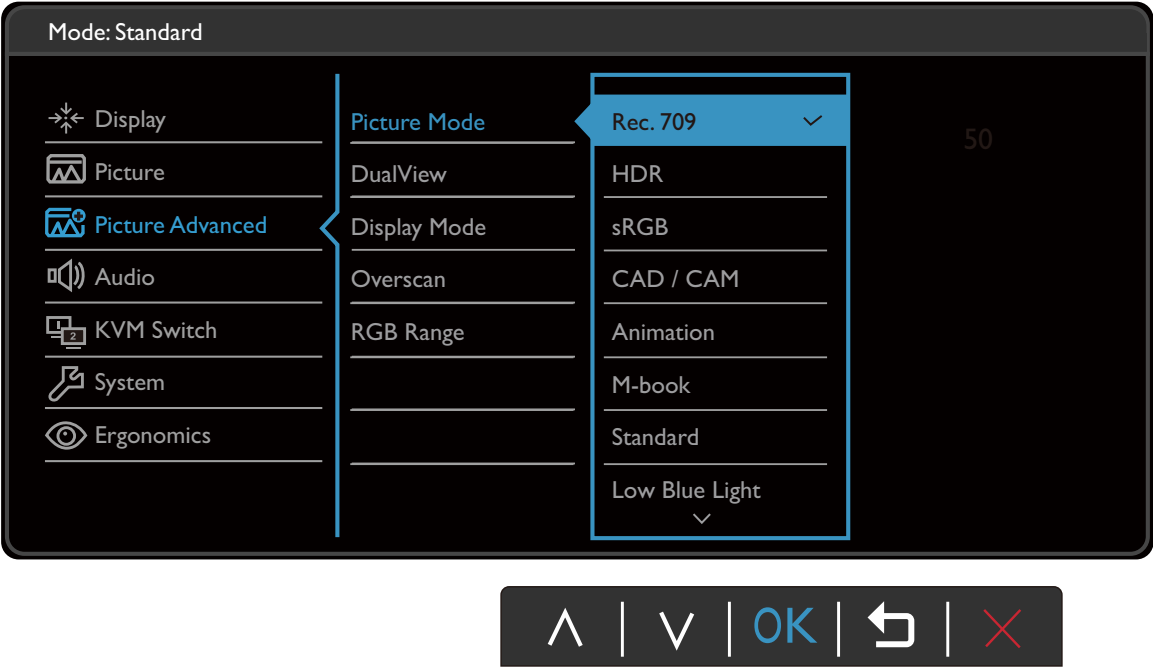 Mode: Standard
Display
Picture
Picture Advanced
Audio
2
KVM Switch
System
Ergonomics
Picture Mode
DualView
Display Mode
Overscan
RGB Range
Rec. 709
HDR
sRGB
CAD / CAM
Animation
M-book
Standard
Low Blue Light
50
OK